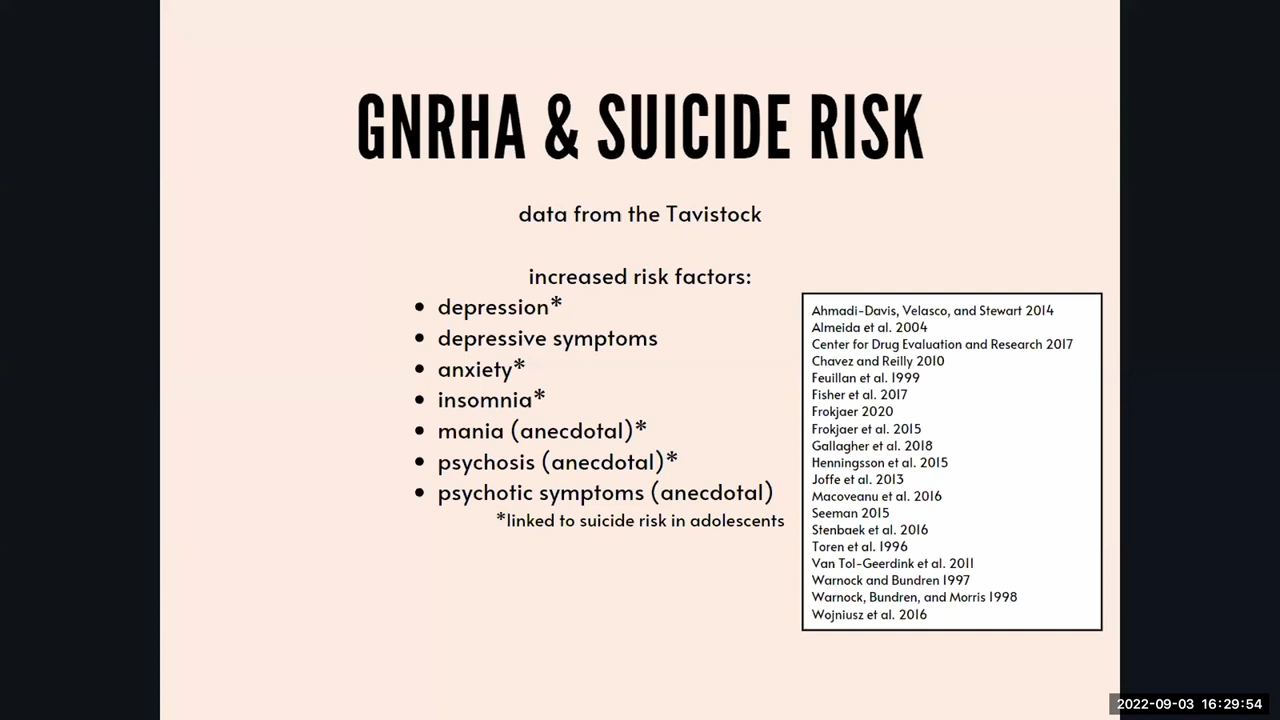 GNRHA & SUICIDE RISK
data from the Tavistock
increased risk factors:
• depression*
• depressive symptoms
• anxiety*
• insomnia*
• mania (anecdotal)*
• psychosis (anecdotal)*
• psychotic symptoms (anecdotal)
*linked to suicide risk in adolescents
Ahmadi-Davis, Velasco, and Stewart 2014
Almeida et al. 2004
Center for Drug Evaluation and Research 2017
Chavez and Reilly 2010
Feuillan et al. 1999
Fisher et al. 2017
Frokjaer 2020
Frokjaer et al. 2015
Gallagher et al. 2018
Henningsson et al. 2015
Joffe et al. 2013
Macoveanu et al. 2016
Seeman 2015
Stenbaek et al. 2016
Toren et al. 1996
Van Tol-Geerdink et al. 2011
Warnock and Bundren 1997
Warnock, Bundren, and Morris 1998
Wojniusz et al. 2016
2022-09-03 16:29:54